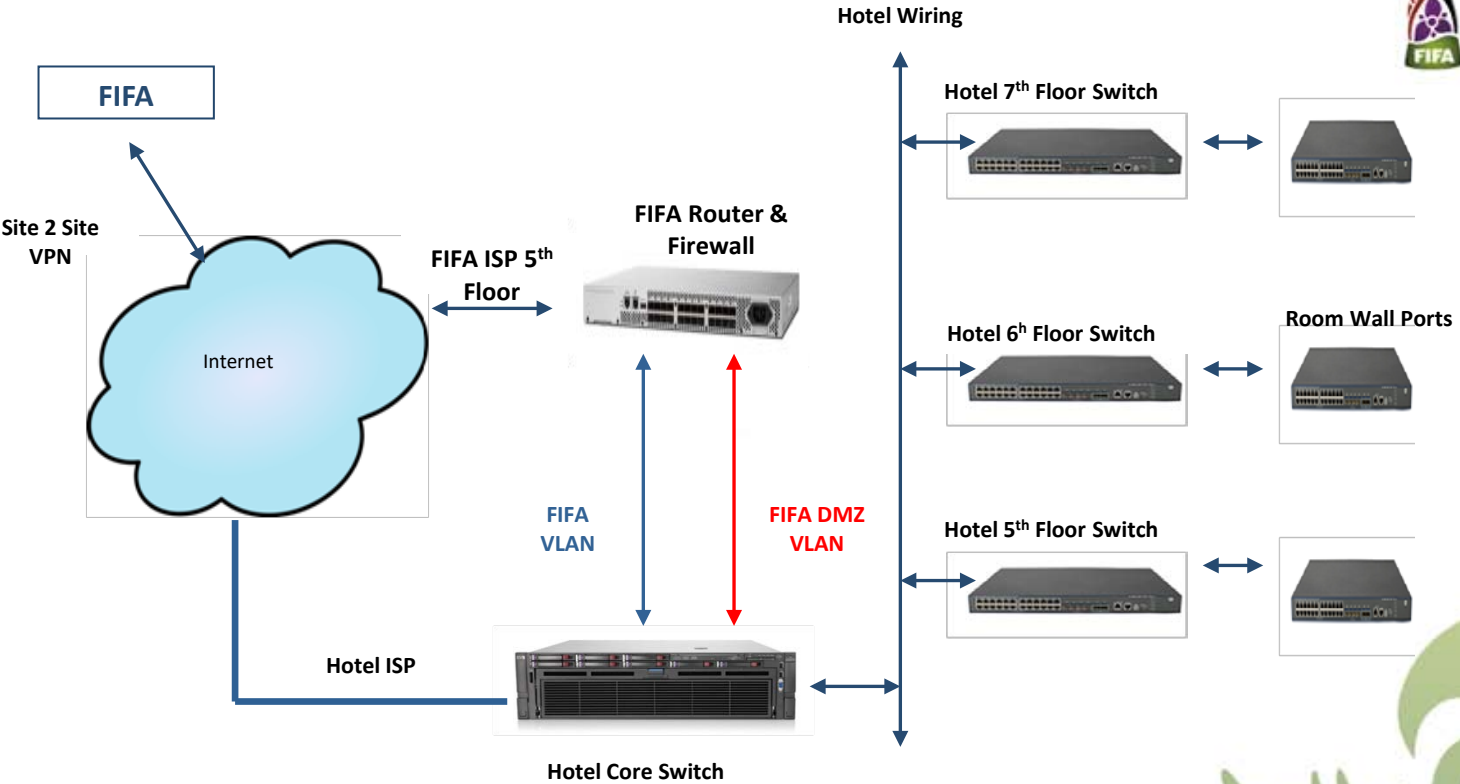 Hotel Wiring
FIFA
FIFA
Hotel 7th Floor Switch
Site 2 Site
VPN
FIFA ISP 5th
Floor
FIFA Router &
Firewall
Internet
Hotel 6h Floor Switch
Room Wall Ports
FIFA
VLAN
FIFA DMZ
VLAN
Hotel 5th Floor Switch
Hotel ISP
Hotel Core Switch